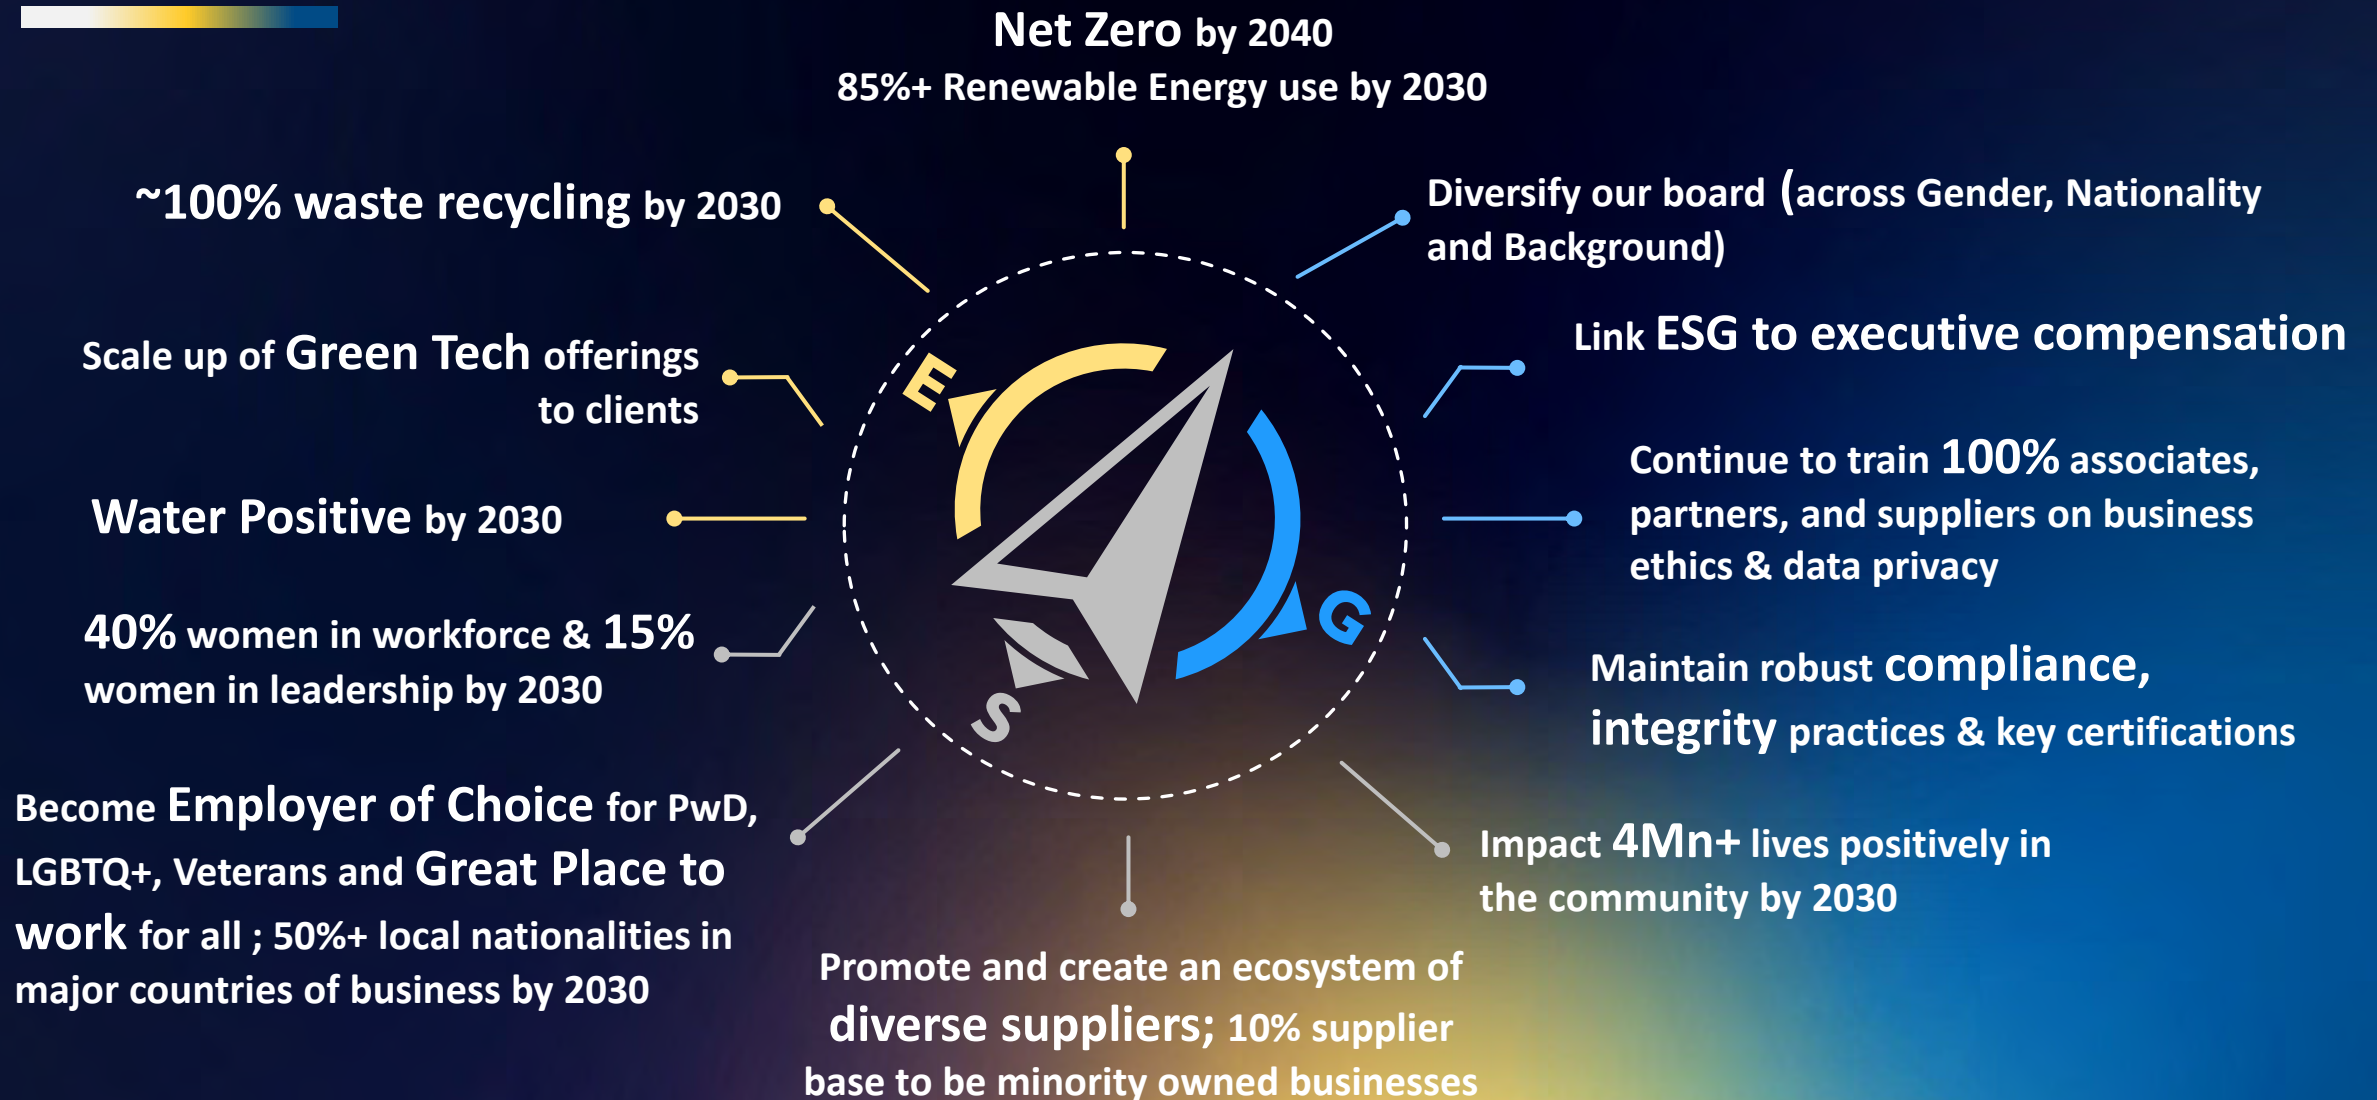 Net Zero by 2040
85%+ Renewable Energy use by 2030
~100% waste recycling by 2030
Scale up of Green Tech offerings
to clients
Water Positive by 2030
40% women in workforce & 15%
women in leadership by 2030
Become Employer of Choice for PwD,
LGBTQ+, Veterans and Great Place to
work for all ; 50%+ local nationalities in
major countries of business by 2030
E
S
G
Diversify our board (across Gender, Nationality
and Background)
Link ESG to executive compensation
Continue to train 100% associates,
partners, and suppliers on business
ethics & data privacy
Maintain robust compliance,
integrity practices & key certifications
Impact 4Mn+ lives positively in
the community by 2030
Promote and create an ecosystem of
diverse suppliers; 10% supplier
base to be minority owned businesses